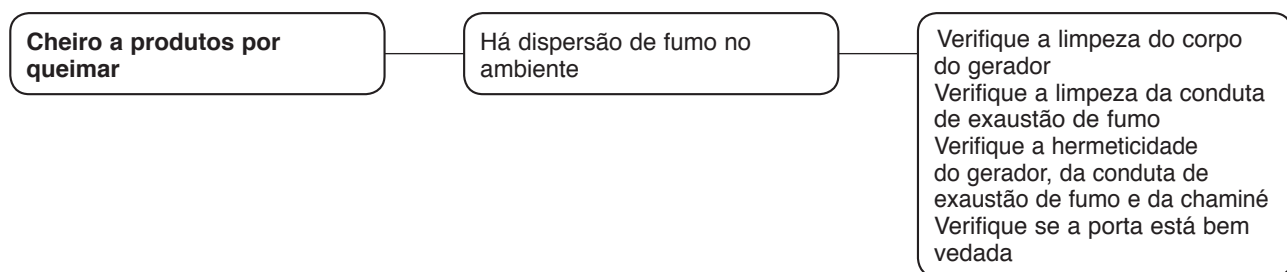 Cheiro a produtos por
queimar
Há dispersão de fumo no
ambiente
Verifique a limpeza do corpo
do gerador
Verifique a limpeza da conduta
de exaustão de fumo
Verifique a hermeticidade
do gerador, da conduta de
exaustão de fumo e da chaminé
Verifique se a porta está bem
vedada